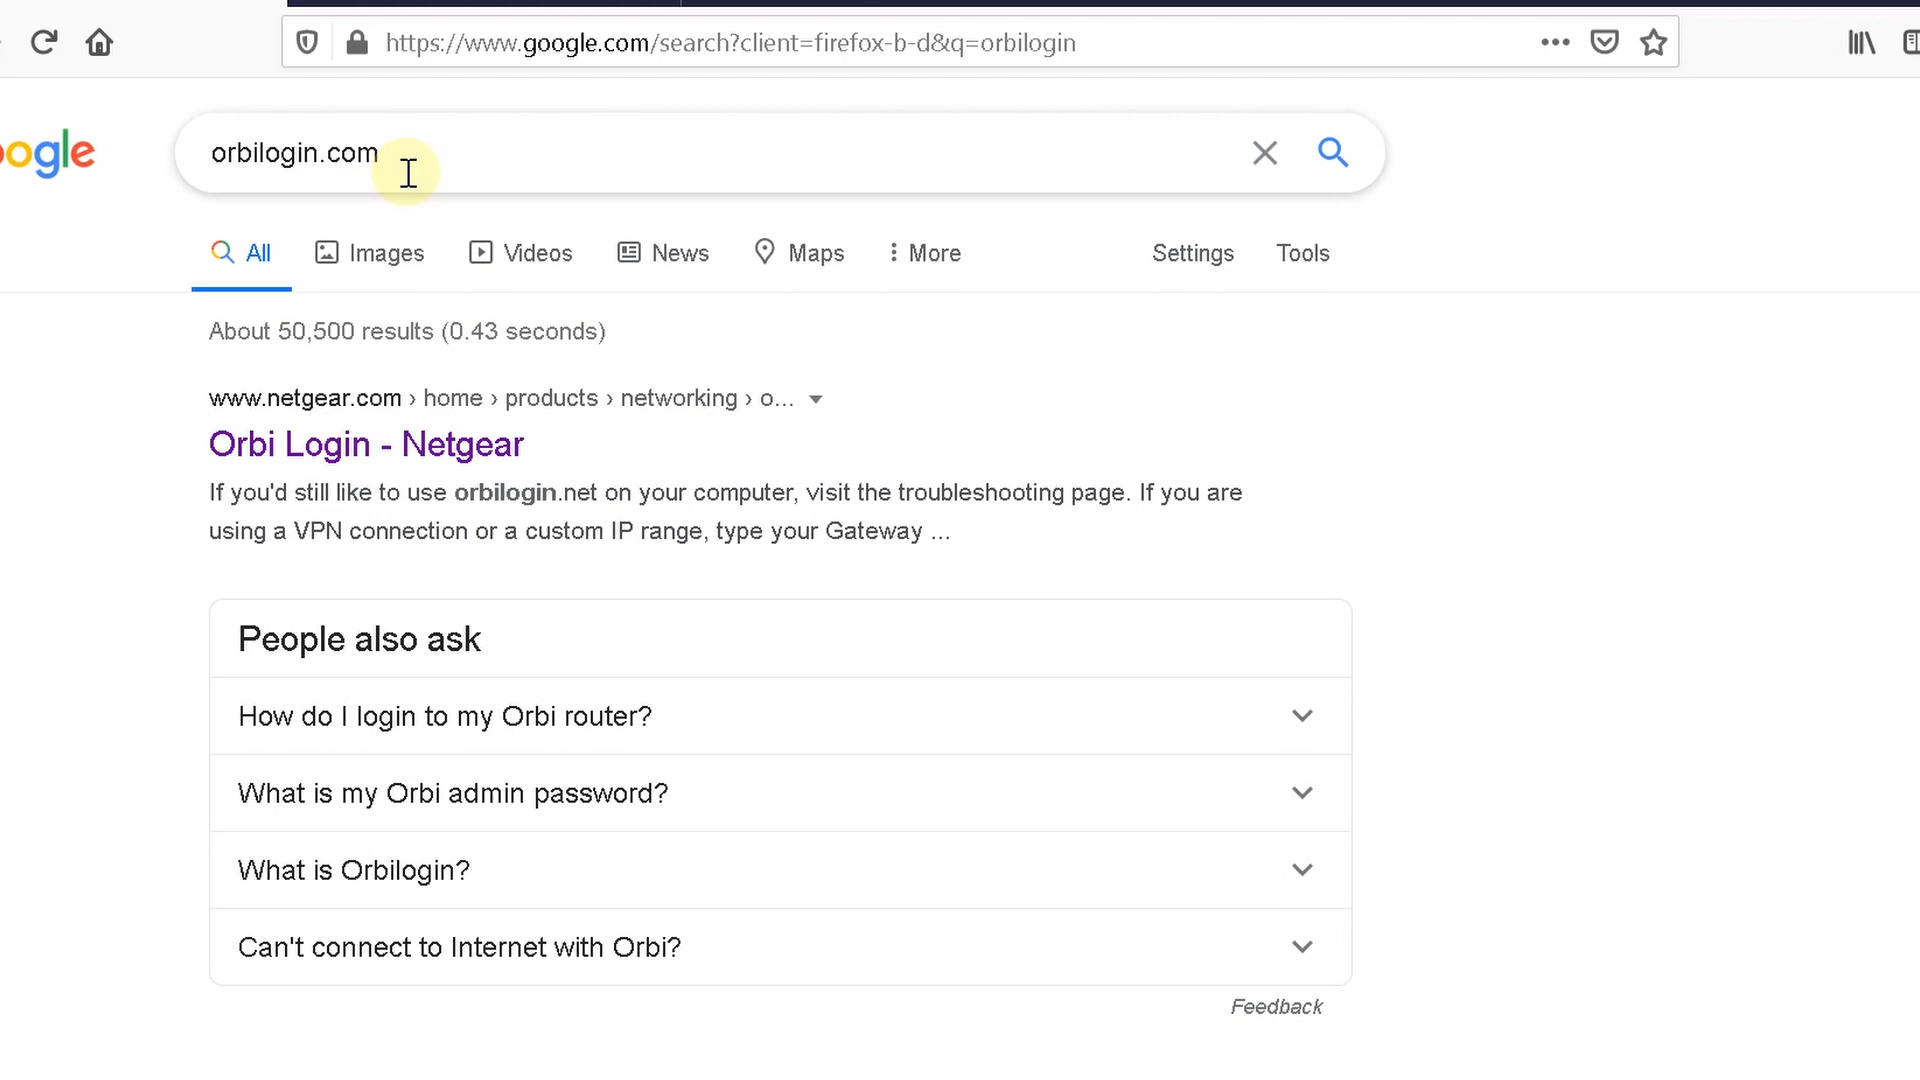 https://www.google.com/search?client=firefox-b-d&q=orbilogin
ogle
orbilogin.com
All Images Videos News Maps More Settings Tools
About 50,500 results (0.43 seconds)
www.netgear.com › home › products › networking › o...
Orbi Login - Netgear
If you'd still like to use orbilogin.net on your computer, visit the troubleshooting page. If you are
using a VPN connection or a custom IP range, type your Gateway ...
People also ask
How do I login to my Orbi router?
What is my Orbi admin password?
What is Orbilogin?
Can't connect to Internet with Orbi?
Feedback